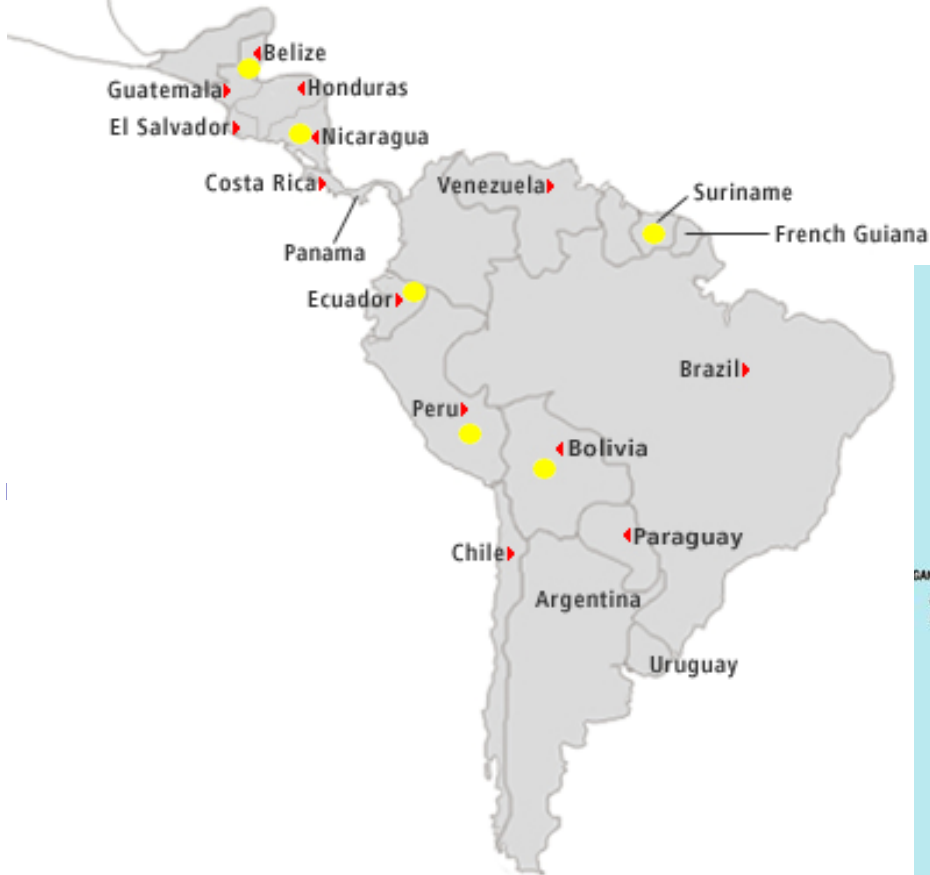 Belize
Guatemala
Honduras
El Salvador
Nicaragua
Costa Rica
Venezuela
Suriname
Panama
French Guiana
Ecuador
Brazil
Peru
Bolivia
Paraguay
Chile
Argentina
Uruguay